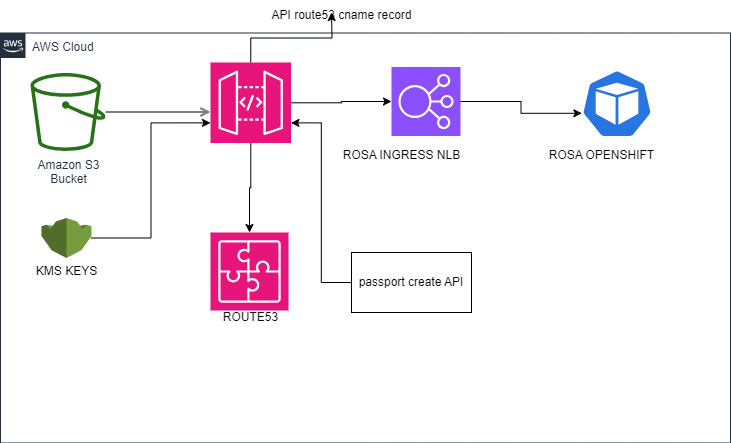 API route53 cname record
aws
AWS Cloud
</>
Amazon S3
Bucket
ROSA INGRESS NLB
ROSA OPENSHIFT
KMS KEYS
passport create API
ROUTE53